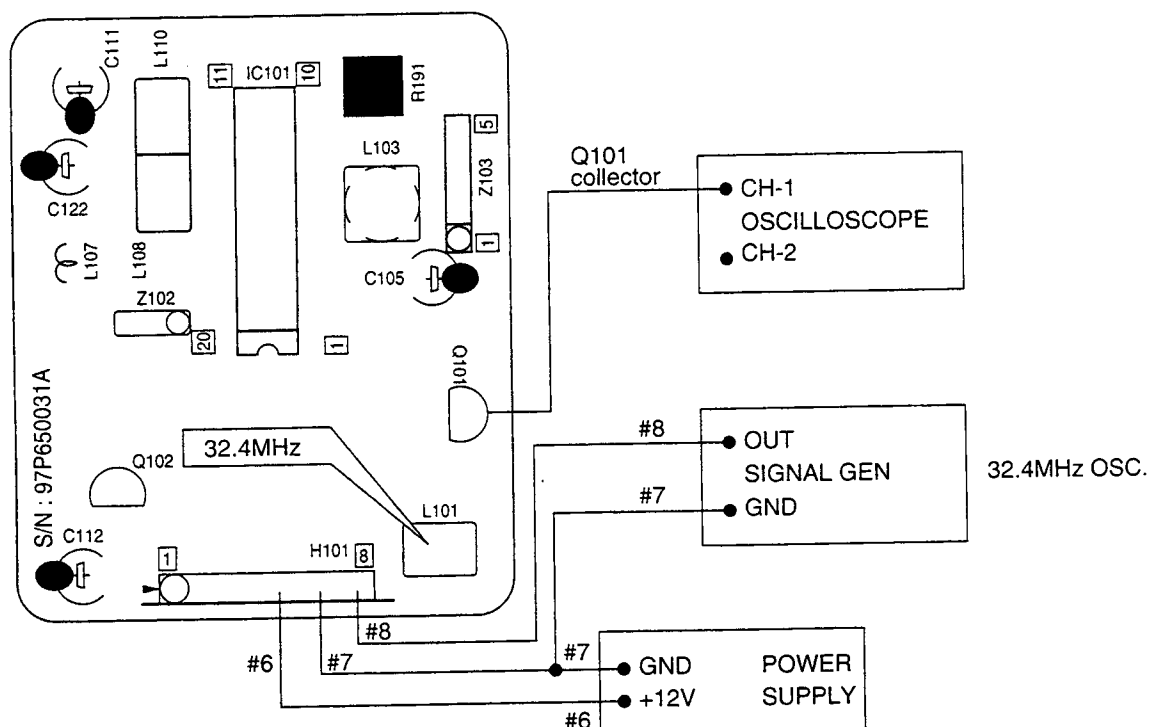 C111
L110
11
IC101
10
R191
5
L103
Z103
Q101
collector
CH-1
OSCILLOSCOPE
CH-2
C122
L107
L108
1
C105
Z102
20
1
Q101
S/N : 97P650031A
32.4MHz
Q102
#8
OUT
SIGNAL GEN
32.4MHz OSC.
#7
GND
L101
C112
1
H101
8
#8
#6
#7
#7
GND
POWER
+12V
SUPPLY
#6